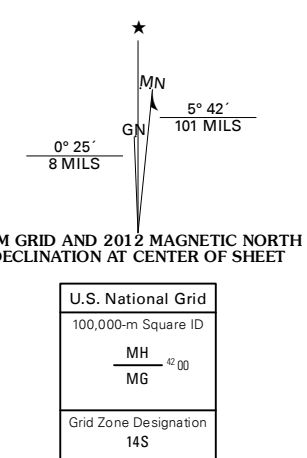 ★
MN
5° 42´
101 MILS
GN
0° 25´
8 MILS
M GRID AND 2012 MAGNETIC NORTH
DECLINATION AT CENTER OF SHEET
U.S. National Grid
100,000-m Square ID
MH
42 00
MG
Grid Zone Designation
14S